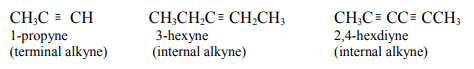 CH₃C ≡ CH CH₃CH₂C≡ CH₂CH₃ CH₃C≡ CC≡ CCH₃
1-propyne 3-hexyne 2,4-hexdiyne
(terminal alkyne) (internal alkyne) (internal alkyne)